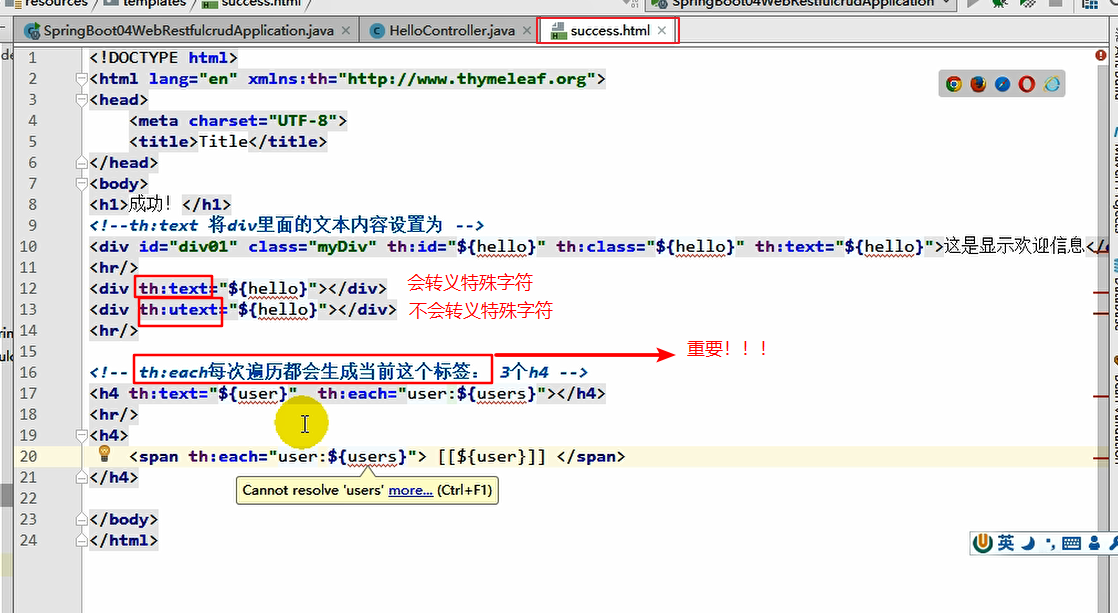 resources templates success.html SpringBoot04WebRestfulcrudApplication
SpringBoot04WebRestfulcrudApplication.java HelloController.java success.html
1 <!DOCTYPE html>
2 <html lang="en" xmlns:th="http://www.thymeleaf.org">
3 <head>
4 <meta charset="UTF-8">
5 <title>Title</title>
6 </head>
7 <body>
8 <h1>成功！</h1>
9 <!--th:text 将div里面的文本内容设置为 -->
10 <div id="div01" class="myDiv" th:id="${hello}" th:class="${hello}" th:text="${hello}">这是显示欢迎信息</
11 <hr/>
12 <div th:text="${hello}"></div> 会转义特殊字符
13 <div th:utext="${hello}"></div> 不会转义特殊字符
14 <hr/>
15
重要！！！
16 <!-- th:each每次遍历都会生成当前这个标签： 3个h4 -->
17 <h4 th:text="${user}" th:each="user:${users}"></h4>
18 <hr/>
19 <h4>
20 <span th:each="user:${users}"> [[${user}]] </span>
21 </h4>
Cannot resolve 'users' more... (Ctrl+F1)
22
23 </body>
24 </html>
英